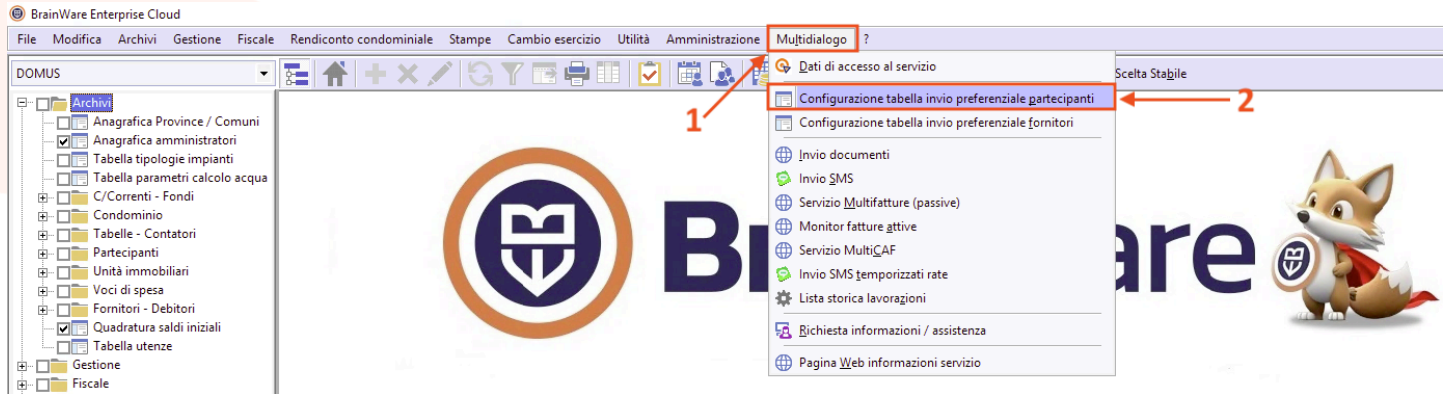 BrainWare Enterprise Cloud
File Modifica Archivi Gestione Fiscale Rendiconto condominiale Stampe Cambio esercizio Utilità Amministrazione Multidialogo ?
DOMUS
Scelta Stabile
Archivi
Anagrafica Province / Comuni
Anagrafica amministratori
Tabella tipologie impianti
Tabella parametri calcolo acqua
C/Correnti - Fondi
Condominio
Tabelle - Contatori
Partecipanti
Unità immobiliari
Voci di spesa
Fornitori - Debitori
Quadratura saldi iniziali
Tabella utenze
Gestione
Fiscale
1
Dati di accesso al servizio
Configurazione tabella invio preferenziale partecipanti
2
Configurazione tabella invio preferenziale fornitori
Invio documenti
Invio SMS
Servizio Multifatture (passive)
Monitor fatture attive
Servizio MultiCAF
Invio SMS temporizzati rate
Lista storica lavorazioni
Richiesta informazioni / assistenza
Pagina Web informazioni servizio